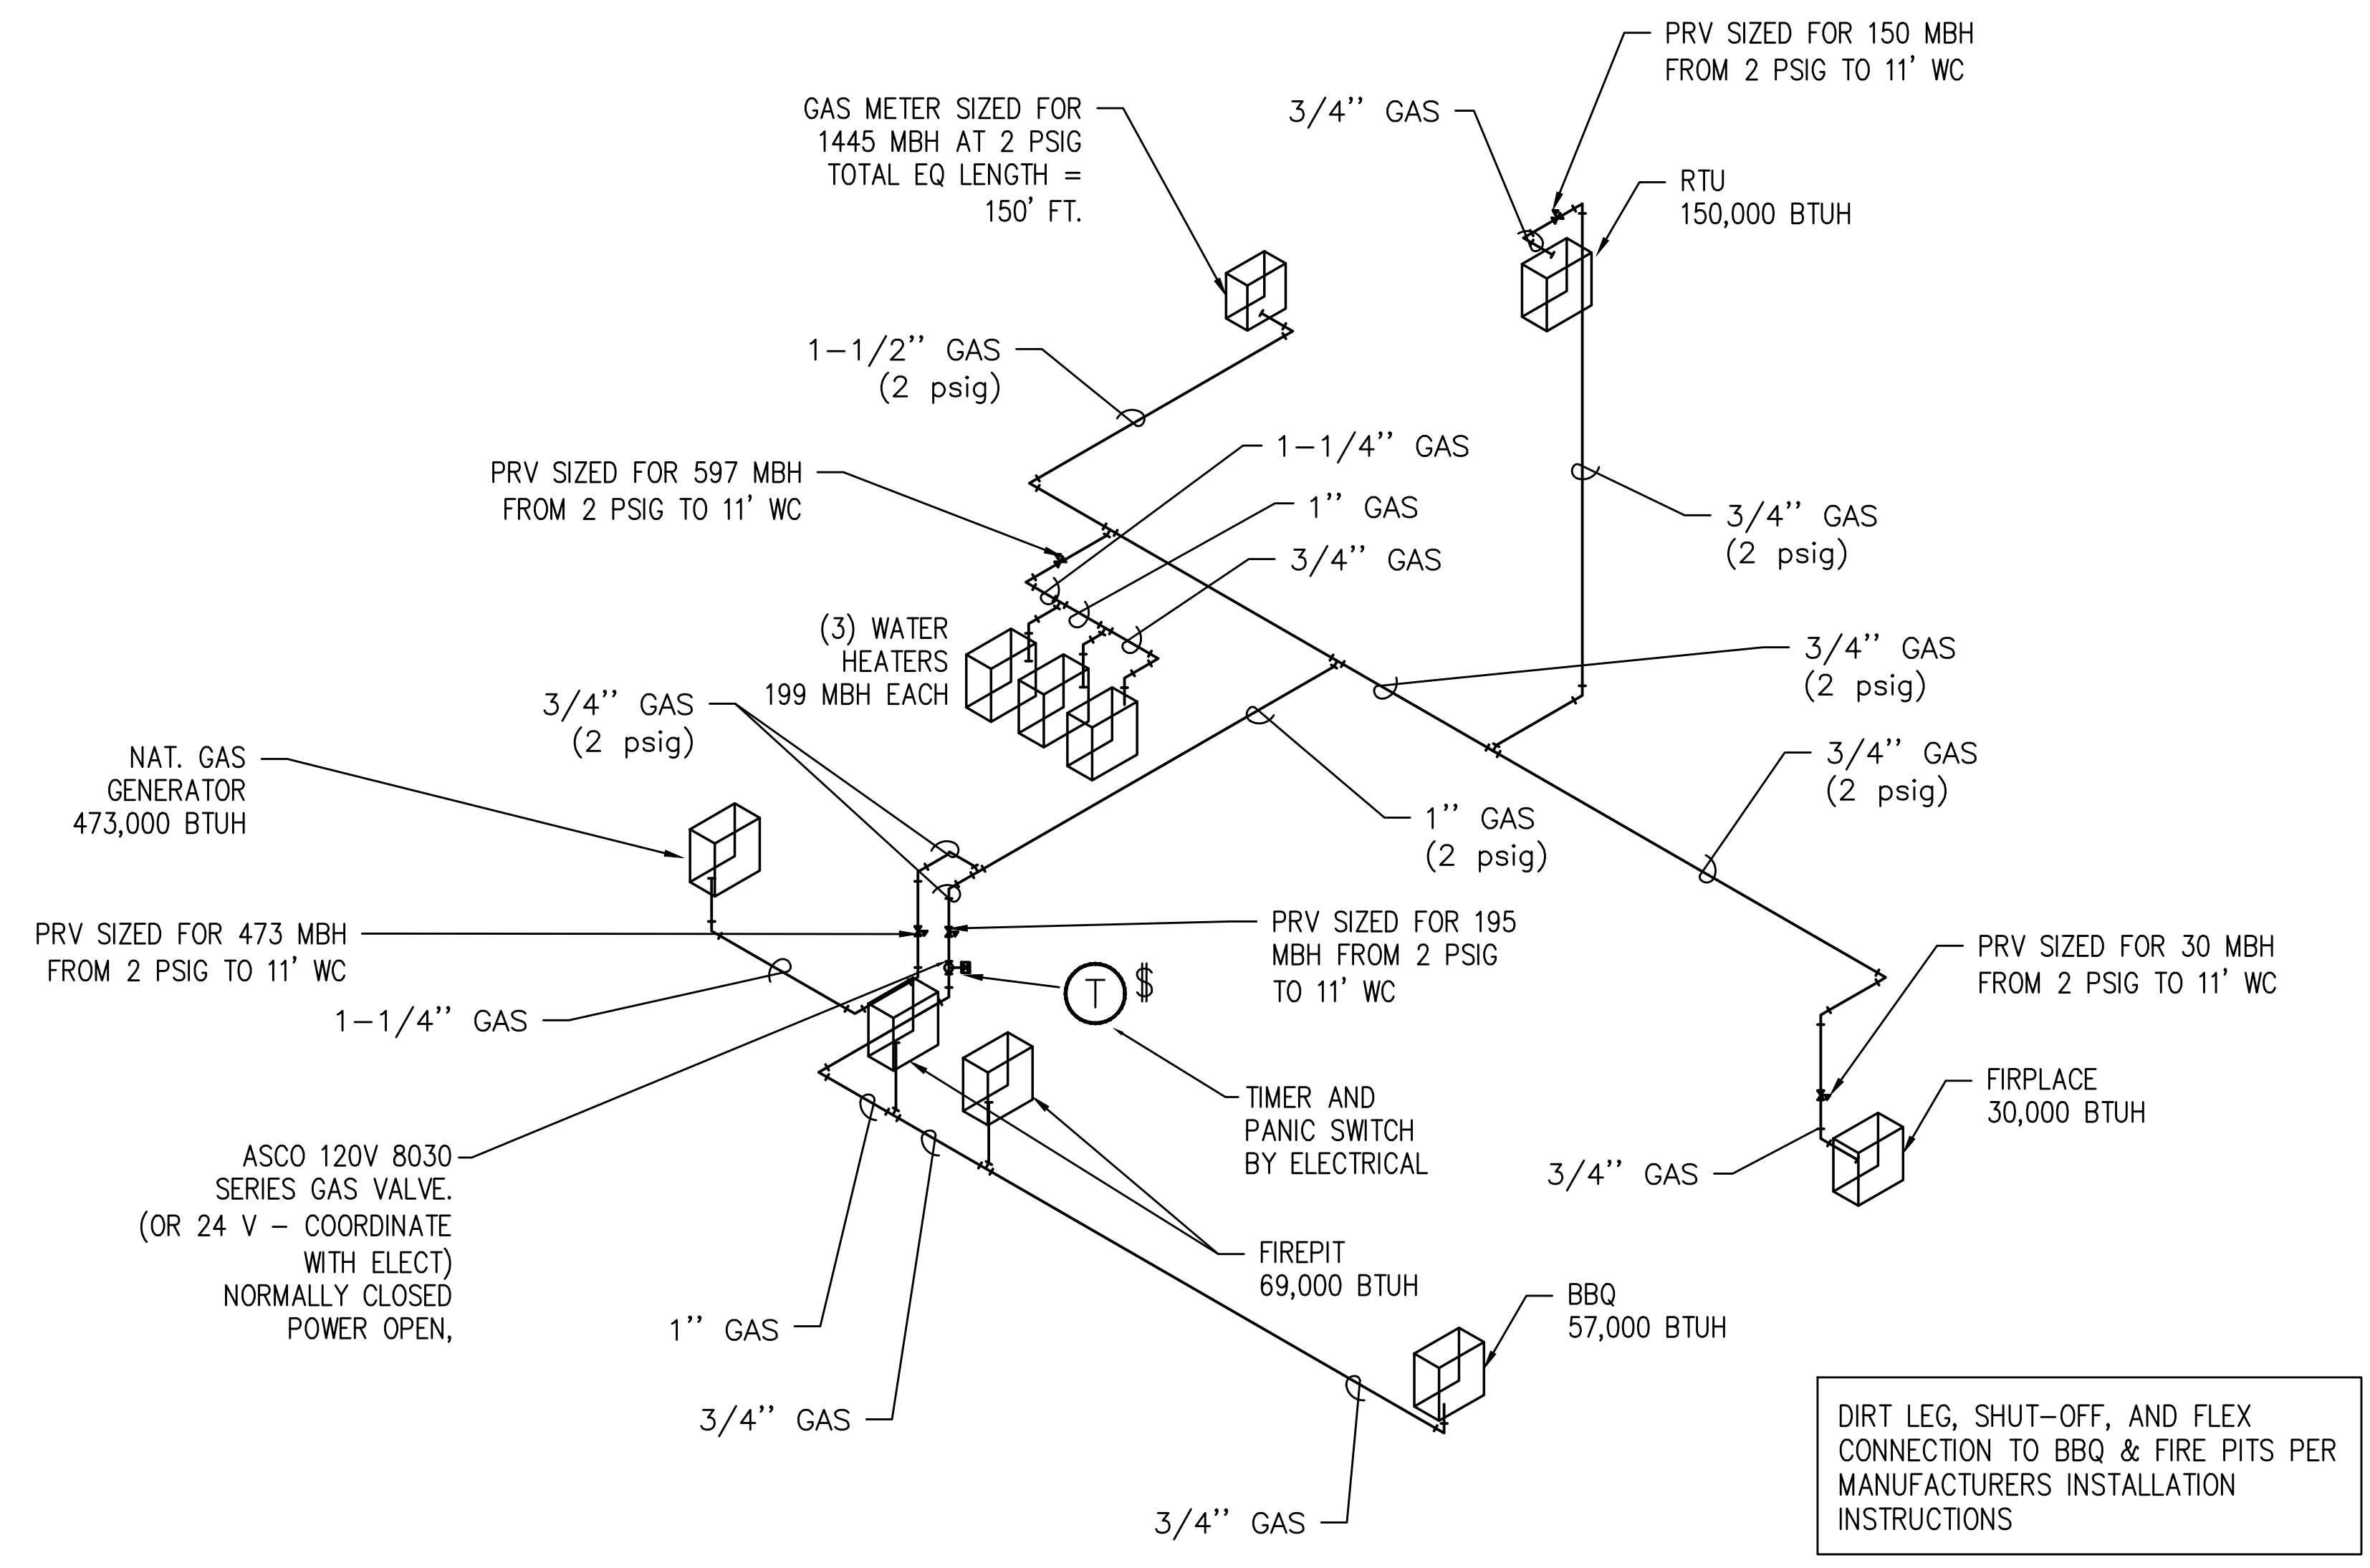 PRV SIZED FOR 150 MBH
FROM 2 PSIG TO 11' WC
GAS METER SIZED FOR
1445 MBH AT 2 PSIG
TOTAL EQ LENGTH =
150' FT.
3/4'' GAS
RTU
150,000 BTUH
1-1/2'' GAS
(2 psig)
1-1/4'' GAS
PRV SIZED FOR 597 MBH
FROM 2 PSIG TO 11' WC
1'' GAS
3/4'' GAS
(2 psig)
3/4'' GAS
(3) WATER
HEATERS
199 MBH EACH
3/4'' GAS
(2 psig)
3/4'' GAS
(2 psig)
NAT. GAS
GENERATOR
473,000 BTUH
3/4'' GAS
(2 psig)
1'' GAS
(2 psig)
PRV SIZED FOR 473 MBH
FROM 2 PSIG TO 11' WC
PRV SIZED FOR 195
MBH FROM 2 PSIG
TO 11' WC
PRV SIZED FOR 30 MBH
FROM 2 PSIG TO 11' WC
T $
1-1/4'' GAS
TIMER AND
PANIC SWITCH
BY ELECTRICAL
FIRPLACE
30,000 BTUH
3/4'' GAS
ASCO 120V 8030
SERIES GAS VALVE.
(OR 24 V - COORDINATE
WITH ELECT)
NORMALLY CLOSED
POWER OPEN,
FIREPIT
69,000 BTUH
BBQ
57,000 BTUH
1'' GAS
3/4'' GAS
3/4'' GAS
DIRT LEG, SHUT-OFF, AND FLEX
CONNECTION TO BBQ & FIRE PITS PER
MANUFACTURERS INSTALLATION
INSTRUCTIONS